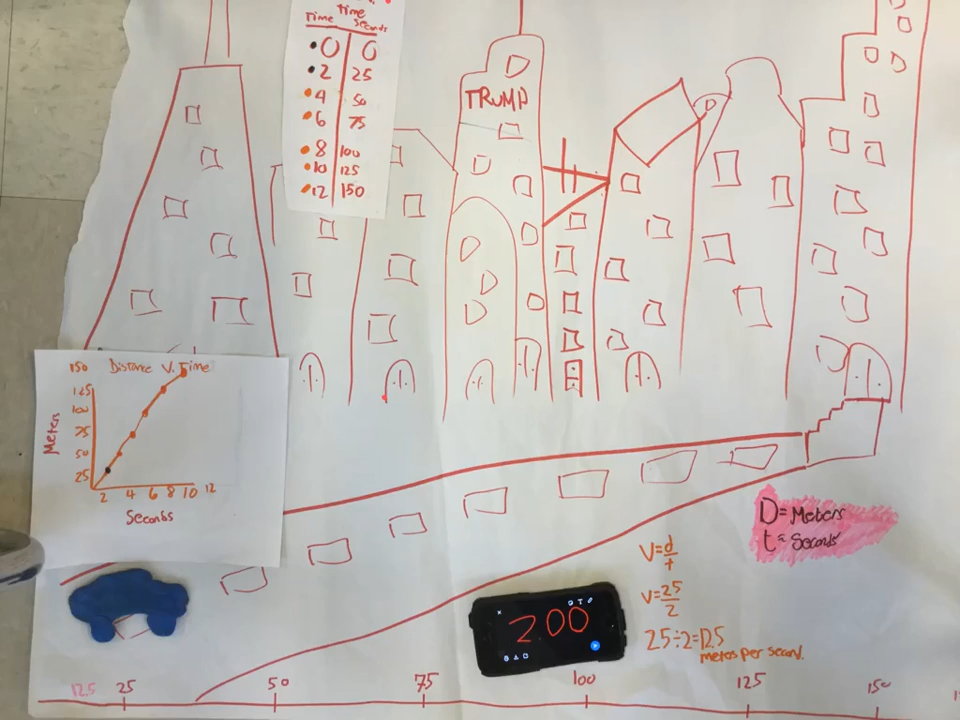 Time
Time
Seconds
0 0
2 25
4 50
6 75
8 100
10 125
12 150
TRUMP
Distance V. Time
Meters
150
125
100
75
50
25
2 4 6 8 10 12
Seconds
D= Meters
t= Seconds
V=d/t
V=25/2
25÷2=12.5
meters per second.
200
12.5 25 50 75 100 125 150